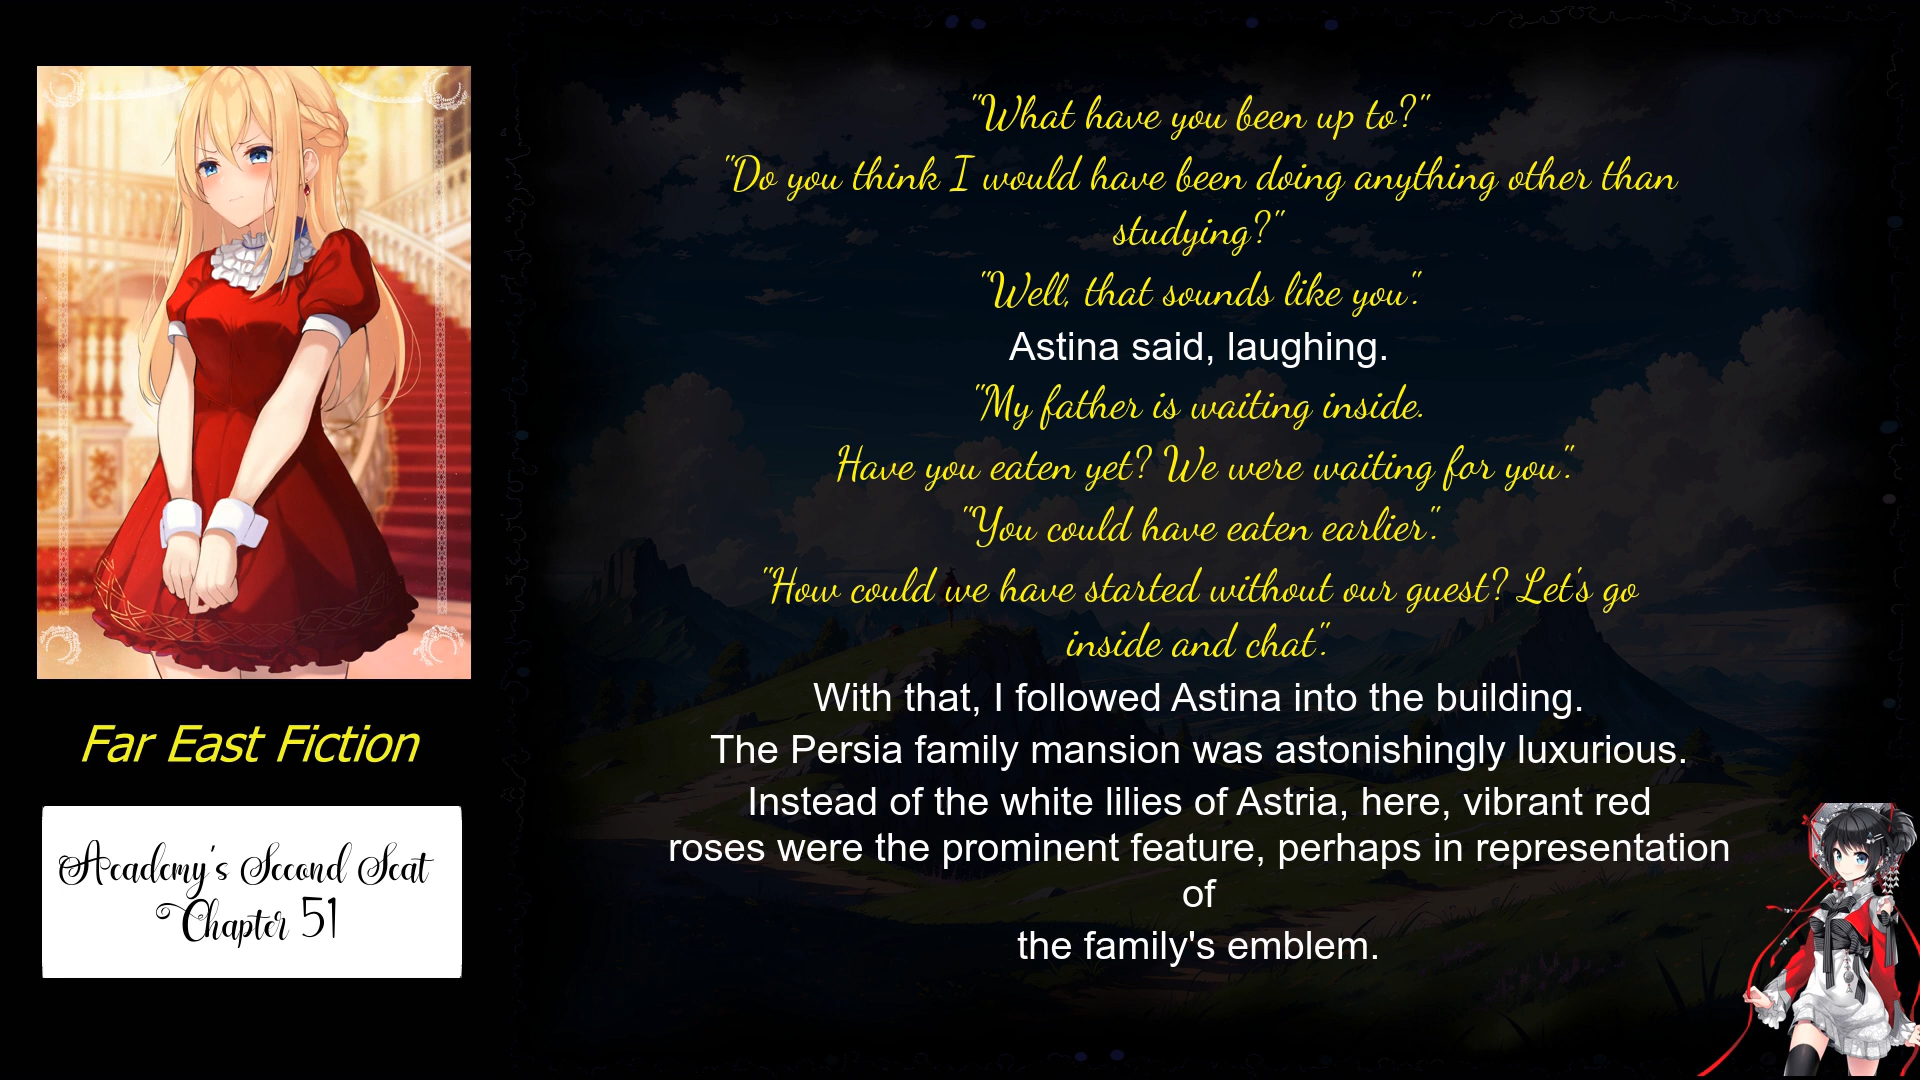 "What have you been up to?"
"Do you think I would have been doing anything other than
studying?"
"Well, that sounds like you".
Astina said, laughing.
"My father is waiting inside.
Have you eaten yet? We were waiting for you".
"You could have eaten earlier".
"How could we have started without our guest? Let's go
inside and chat".
With that, I followed Astina into the building.
The Persia family mansion was astonishingly luxurious.
Instead of the white lilies of Astria, here, vibrant red
roses were the prominent feature, perhaps in representation
of
the family's emblem.
Far East Fiction
Academy's Second Seat
Chapter 51